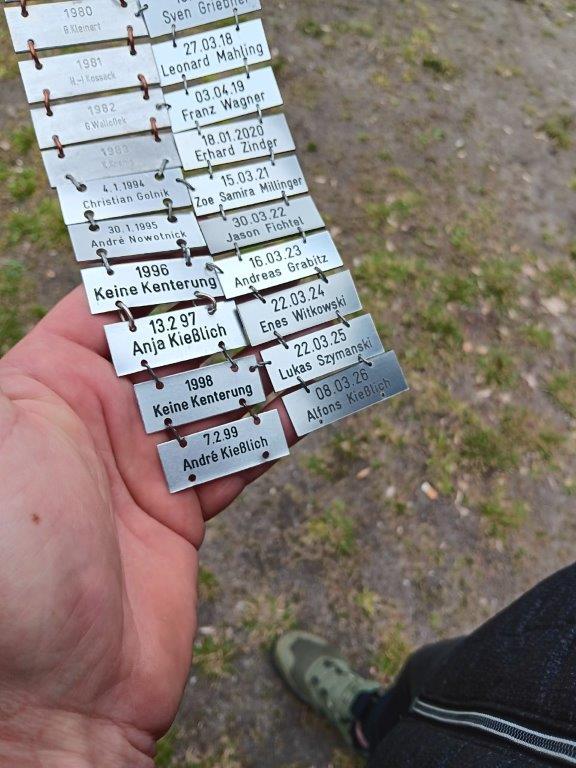 1980
G.Kleinert
1981
H.-J.Kossack
1982
G.Walloßek
1983
4.1.1994
Christian Golnik
30.1.1995
André Nowotnick
1996
Keine Kenterung
13.2.97
Anja Kießlich
1998
Keine Kenterung
7.2.99
André Kießlich
Sven Grießner
27.03.18
Leonard Mahling
03.04.19
Franz Wagner
18.01.2020
Erhard Zinder
15.03.21
Zoe Samira Millinger
30.03.22
Jason Fichtel
16.03.23
Andreas Grabitz
22.03.24
Enes Witkowski
22.03.25
Lukas Szymanski
08.03.26
Alfons Kießlich